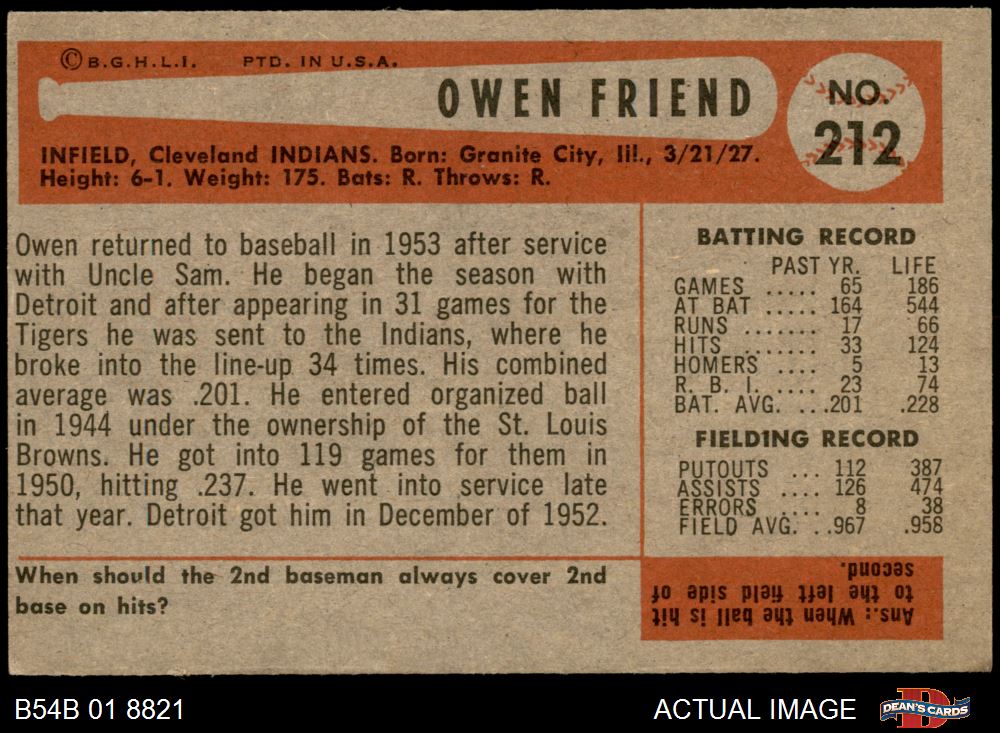 © B.G.H.L.I. PTD. IN U.S.A.
OWEN FRIEND
NO.
212
INFIELD, Cleveland INDIANS. Born: Granite City, Ill., 3/21/27.
Height: 6-1. Weight: 175. Bats: R. Throws: R.
Owen returned to baseball in 1953 after service
with Uncle Sam. He began the season with
Detroit and after appearing in 31 games for the
Tigers he was sent to the Indians, where he
broke into the line-up 34 times. His combined
average was .201. He entered organized ball
in 1944 under the ownership of the St. Louis
Browns. He got into 119 games for them in
1950, hitting .237. He went into service late
that year. Detroit got him in December of 1952.
When should the 2nd baseman always cover 2nd
base on hits?
BATTING RECORD
PAST YR. LIFE
GAMES ..... 65 186
AT BAT ..... 164 544
RUNS ....... 17 66
HITS ....... 33 124
HOMERS .... 5 13
R. B. I. ..... 23 74
BAT. AVG. ...201 .228
FIELDING RECORD
PUTOUTS ... 112 387
ASSISTS .... 126 474
ERRORS .... 8 38
FIELD AVG. ..967 .958
Ans.: When the ball is hit
to the left field side of
second.
B54B 01 8821
ACTUAL IMAGE
D
DEAN'S CARDS